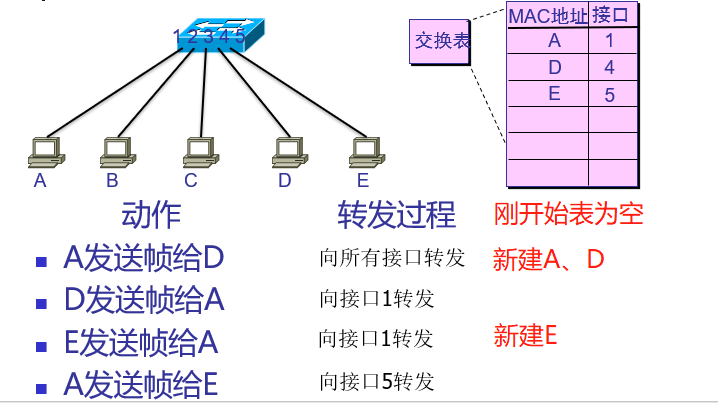 1 2 3 4 5
交换表
MAC地址 接口
A 1
D 4
E 5
A B C D E
动作 转发过程 刚开始表为空
A发送帧给D 向所有接口转发 新建A、D
D发送帧给A 向接口1转发
E发送帧给A 向接口1转发 新建E
A发送帧给E 向接口5转发